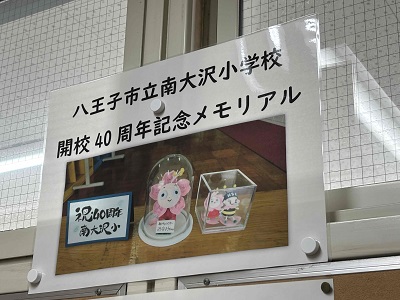 八王子市立南大沢小学校
開校40周年記念メモリアル
祝40周年
南大沢小